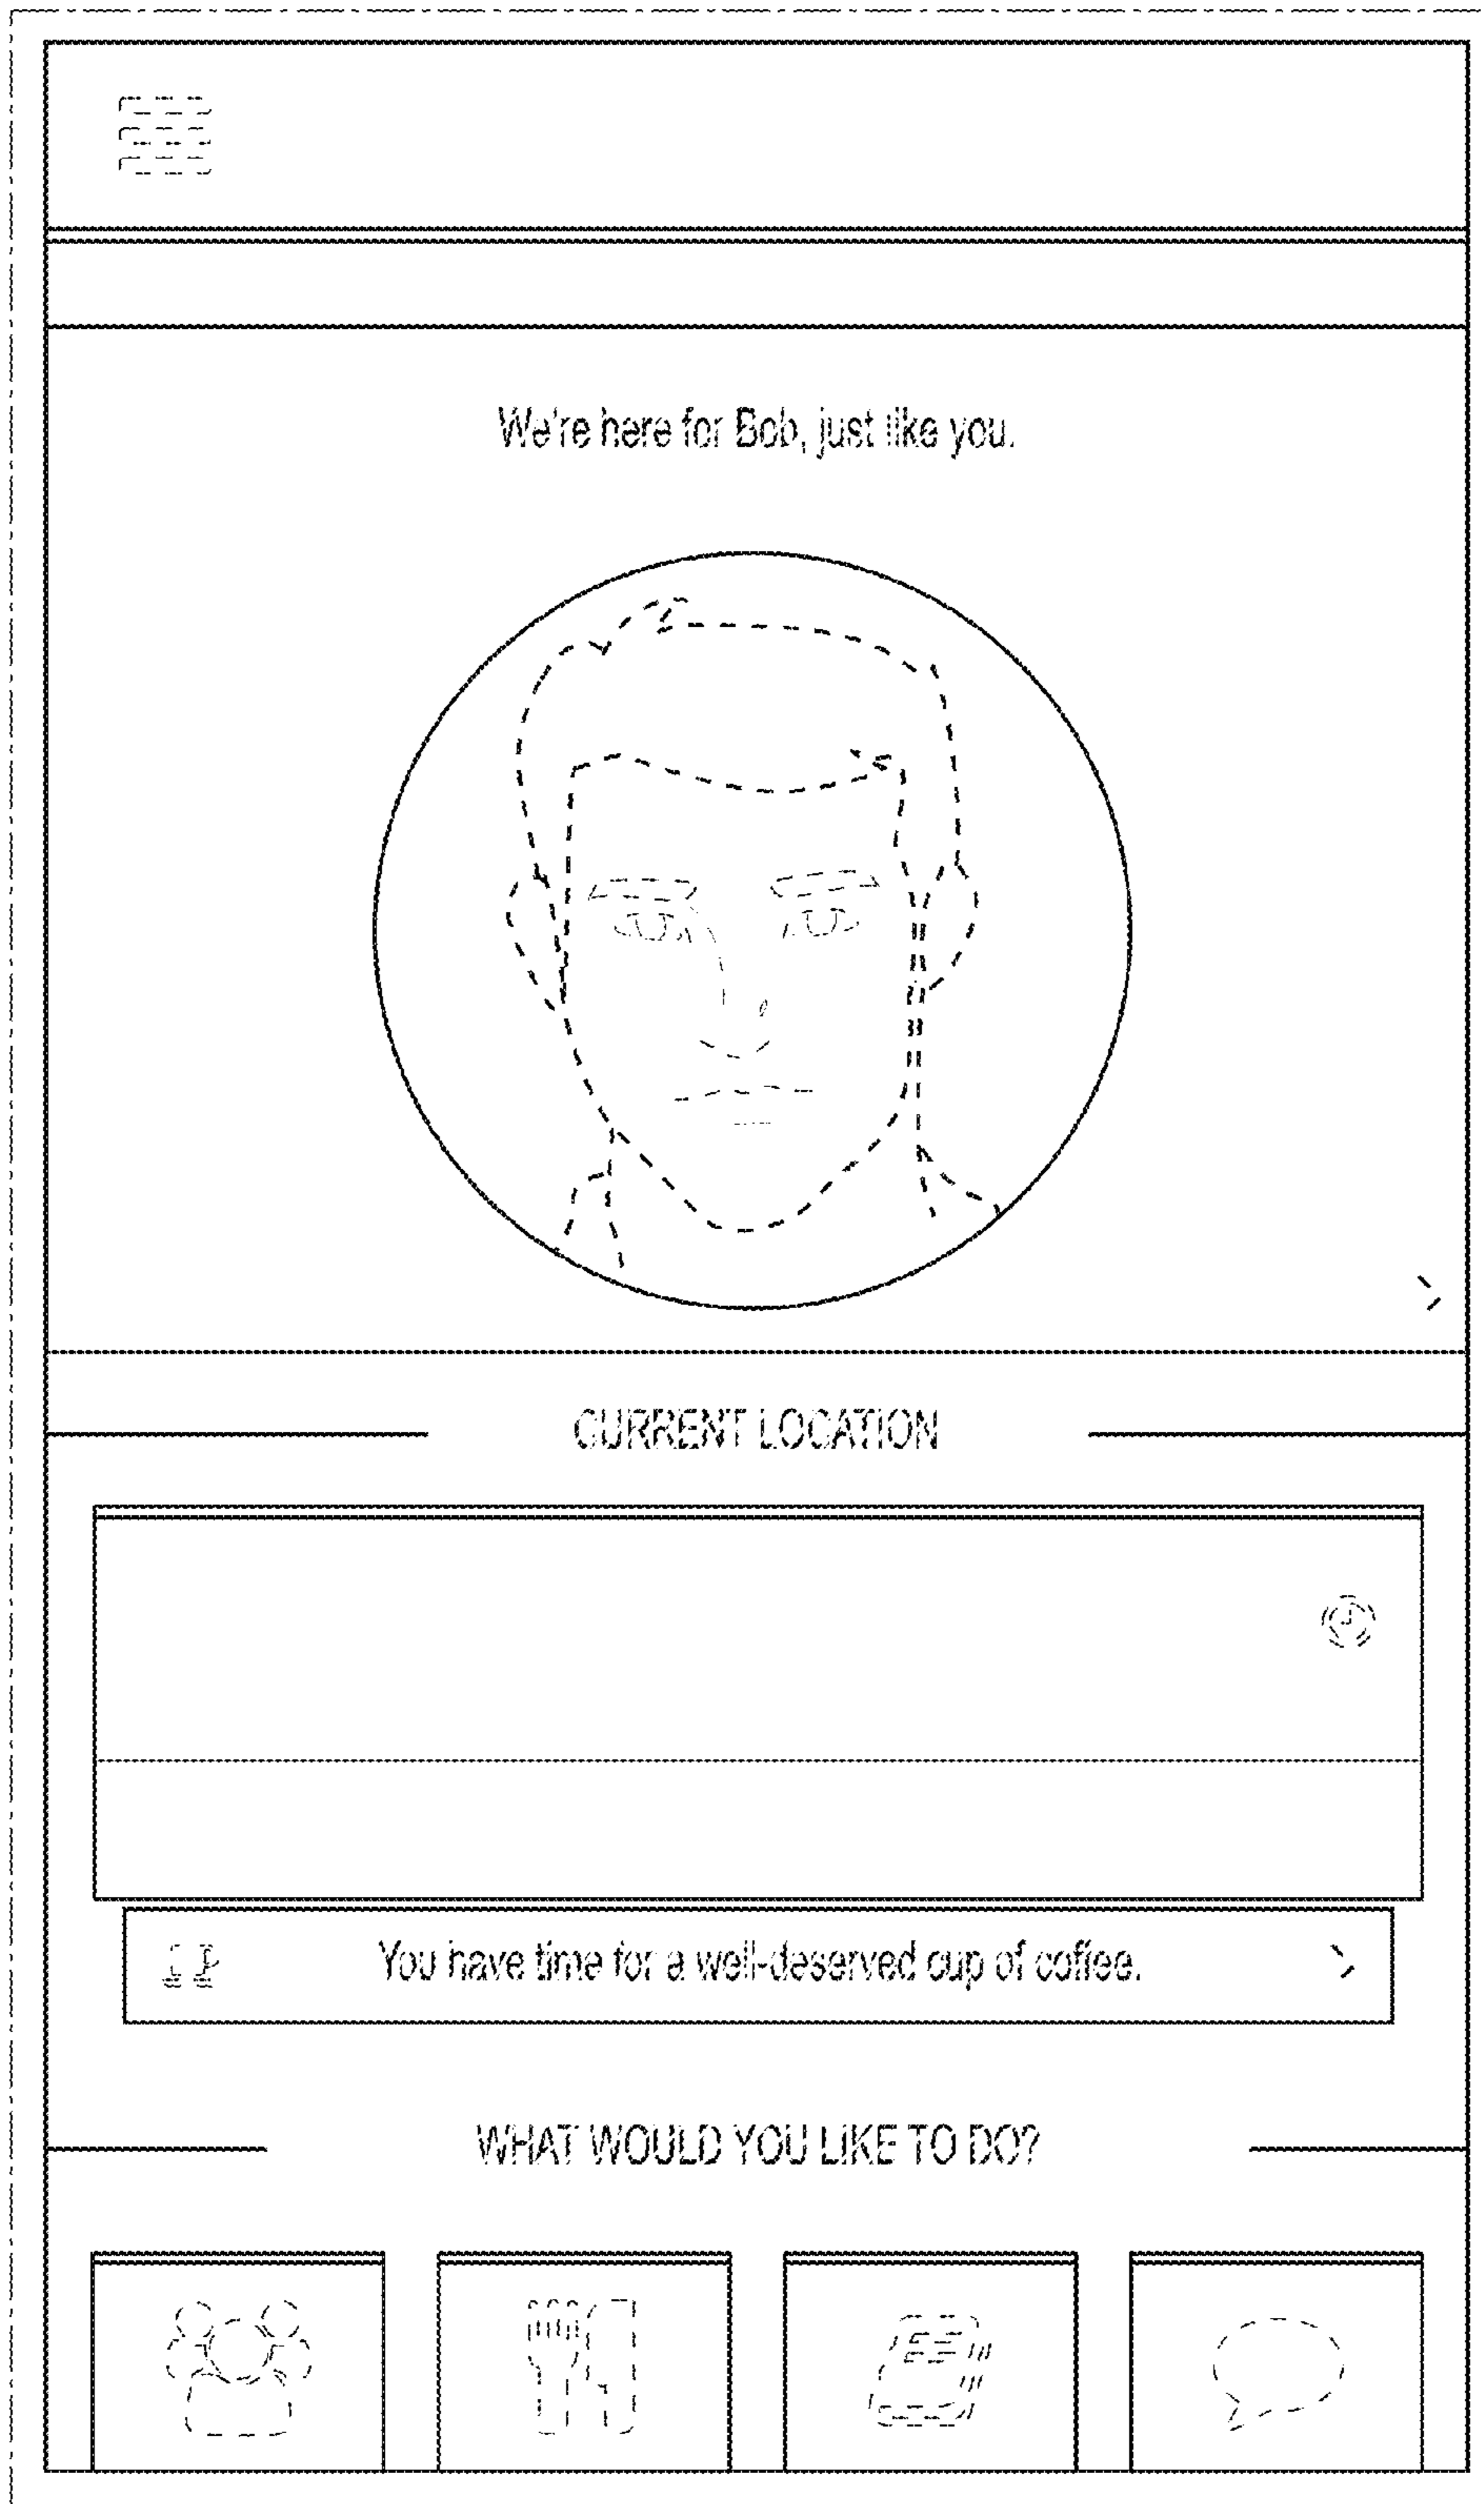 We're here for Bob, just like you.
CURRENT LOCATION
You have time for a well-deserved cup of coffee.
WHAT WOULD YOU LIKE TO DO?